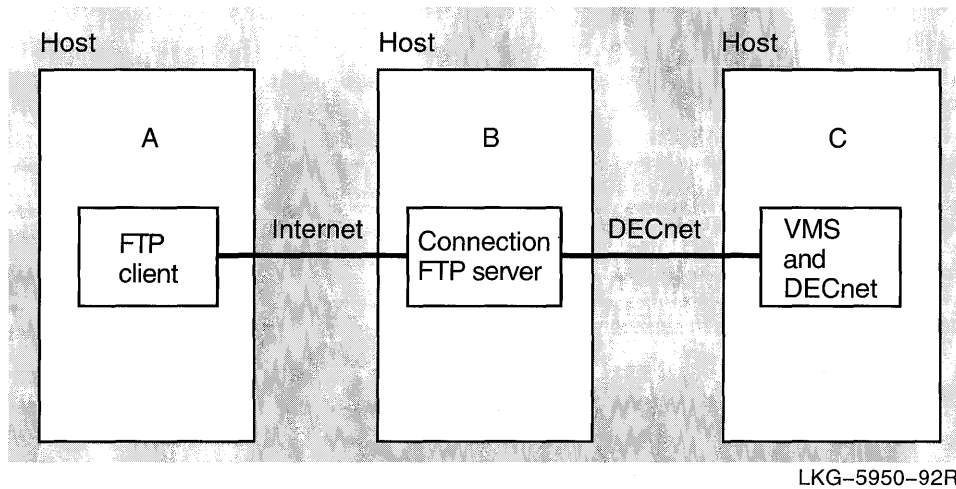 Host
Host
Host
A
B
C
FTP
client
Internet
Connection
FTP server
DECnet
VMS
and
DECnet
LKG-5950-92R